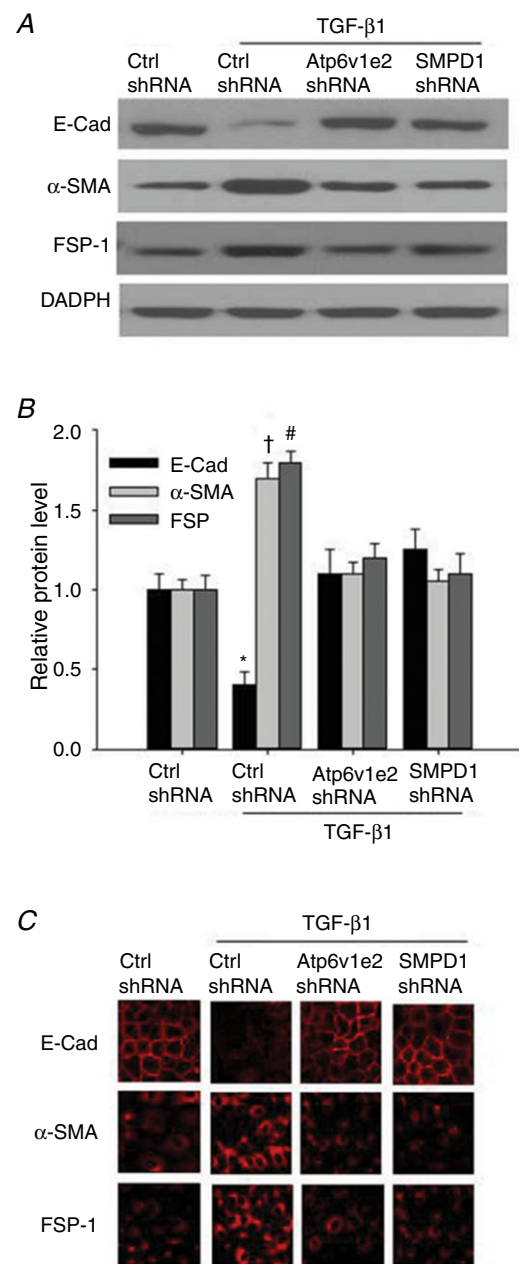 A
TGF-β1
Ctrl shRNA
Ctrl shRNA
Atp6v1e2 shRNA
SMPD1 shRNA
E-Cad
α-SMA
FSP-1
DADPH
B
2.0
1.5
1.0
0.5
0.0
Relative protein level
E-Cad
α-SMA
FSP
*
†
#
Ctrl shRNA
Ctrl shRNA
Atp6v1e2 shRNA
SMPD1 shRNA
TGF-β1
C
TGF-β1
Ctrl shRNA
Ctrl shRNA
Atp6v1e2 shRNA
SMPD1 shRNA
E-Cad
α-SMA
FSP-1